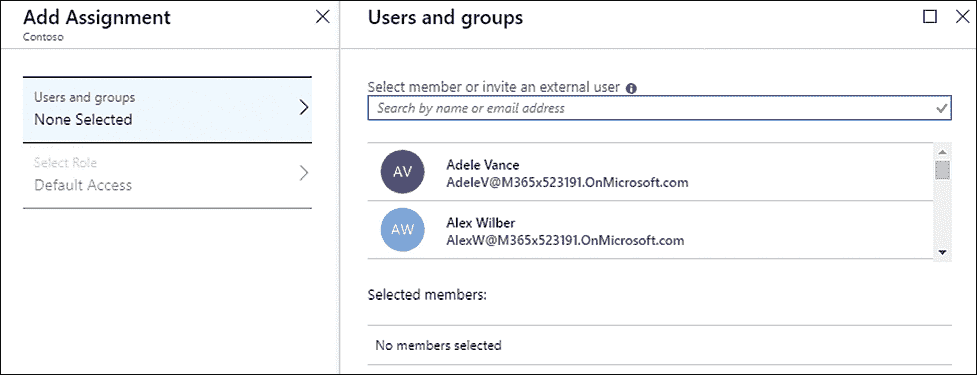 Add Assignment
Contoso
Users and groups
None Selected
Select Role
Default Access
Users and groups
Select member or invite an external user
Search by name or email address
AV
Adele Vance
AdeleV@M365x523191.OnMicrosoft.com
AW
Alex Wilber
AlexW@M365x523191.OnMicrosoft.com
Selected members:
No members selected